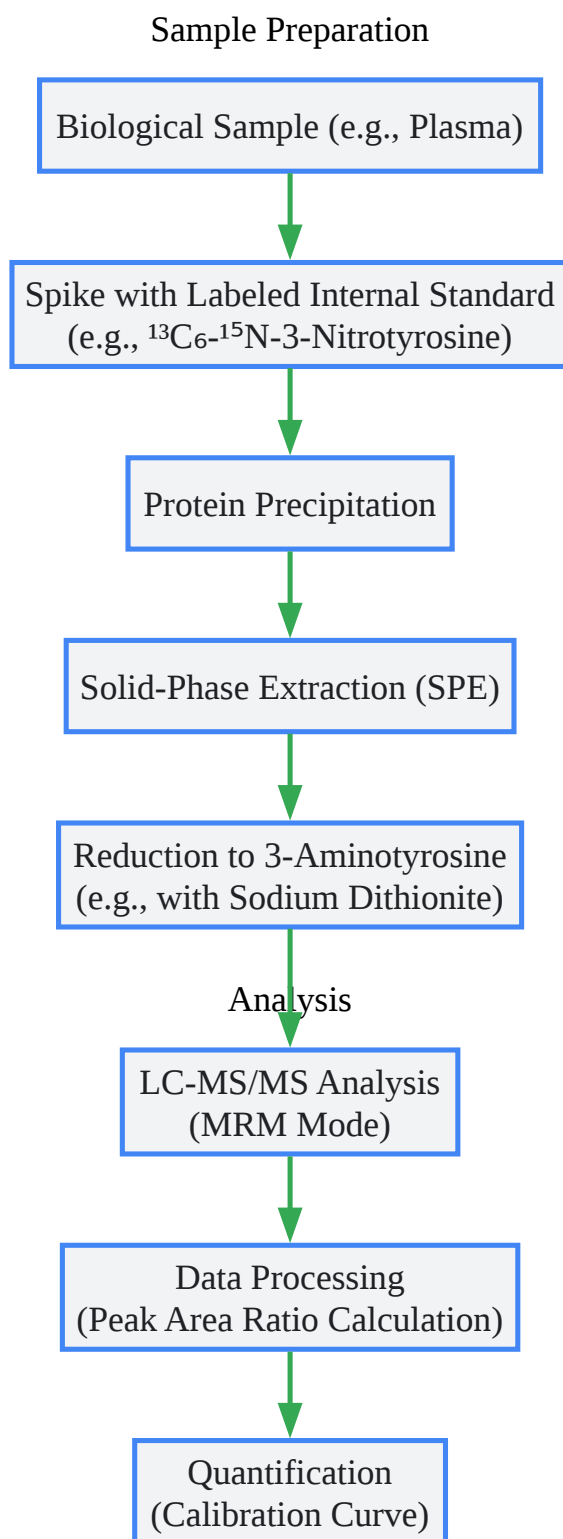 Sample Preparation
Biological Sample (e.g., Plasma)
Spike with Labeled Internal Standard
(e.g., ¹³C₆-¹⁵N-3-Nitrotyrosine)
Protein Precipitation
Solid-Phase Extraction (SPE)
Reduction to 3-Aminotyrosine
(e.g., with Sodium Dithionite)
Analysis
LC-MS/MS Analysis
(MRM Mode)
Data Processing
(Peak Area Ratio Calculation)
Quantification
(Calibration Curve)